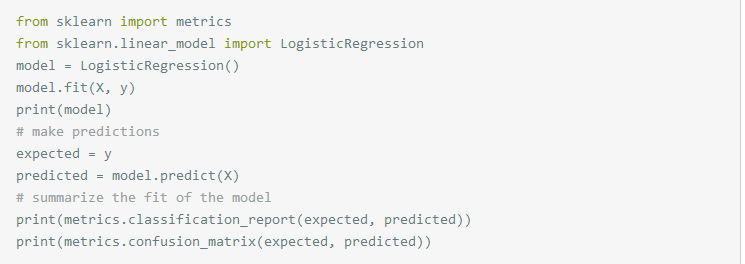 from sklearn import metrics
from sklearn.linear_model import LogisticRegression
model = LogisticRegression()
model.fit(X, y)
print(model)
# make predictions
expected = y
predicted = model.predict(X)
# summarize the fit of the model
print(metrics.classification_report(expected, predicted))
print(metrics.confusion_matrix(expected, predicted))